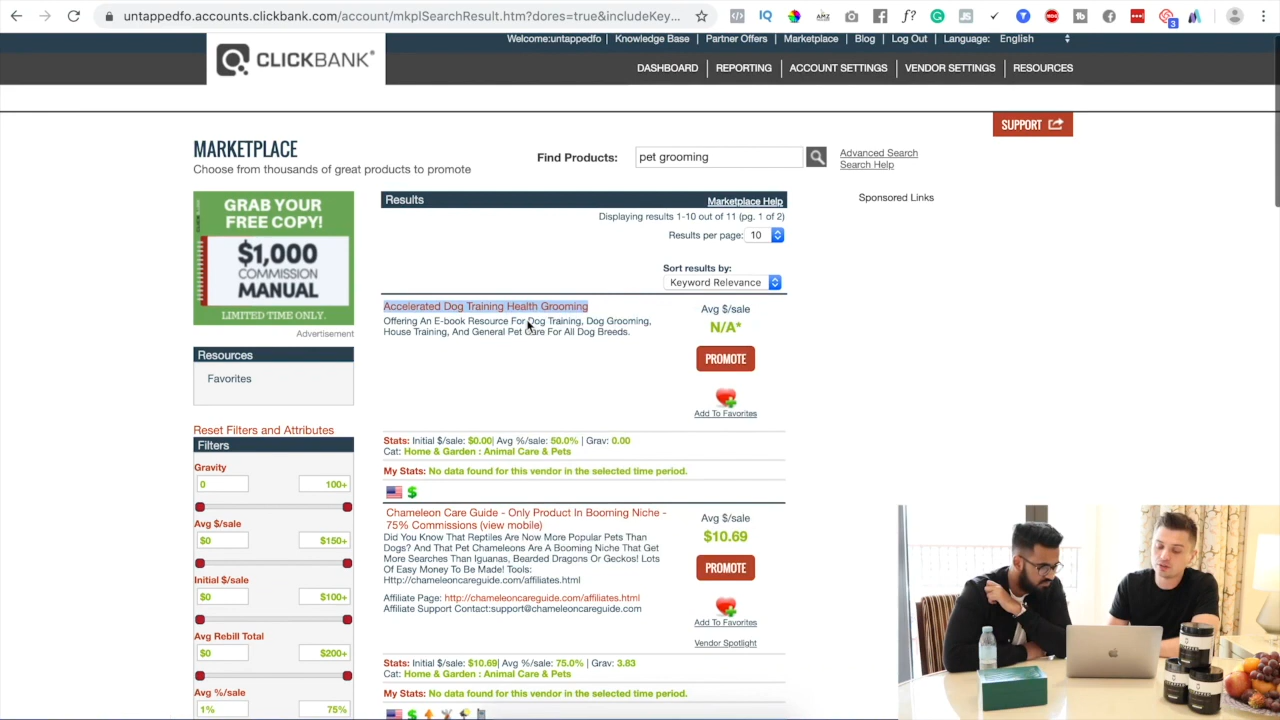 untappedfo.accounts.clickbank.com/account/mkplSearchResult.htm?dores=true&includeKey...
Welcome:untappedfo | Knowledge Base | Partner Offers | Marketplace | Blog | Log Out | Language: English
CLICKBANK
DASHBOARD | REPORTING | ACCOUNT SETTINGS | VENDOR SETTINGS | RESOURCES
SUPPORT
MARKETPLACE
Choose from thousands of great products to promote
Find Products: pet grooming
Advanced Search
Search Help
GRAB YOUR
FREE COPY!
$1,000
COMMISSION
MANUAL
LIMITED TIME ONLY.
Advertisement
Resources
Favorites
Reset Filters and Attributes
Filters
Gravity
0 100+
Avg $/sale
$0 $150+
Initial $/sale
$0 $100+
Avg Rebill Total
$0 $200+
Avg %/sale
1% 75%
Results Marketplace Help
Displaying results 1-10 out of 11 (pg. 1 of 2)
Results per page: 10
Sort results by:
Keyword Relevance
Sponsored Links
Accelerated Dog Training Health Grooming
Offering An E-book Resource For Dog Training, Dog Grooming,
House Training, And General Pet Care For All Dog Breeds.
Avg $/sale
N/A*
PROMOTE
Add To Favorites
Stats: Initial $/sale: $0.00| Avg %/sale: 50.0% | Grav: 0.00
Cat: Home & Garden : Animal Care & Pets
My Stats: No data found for this vendor in the selected time period.
Chameleon Care Guide - Only Product In Booming Niche -
75% Commissions (view mobile)
Did You Know That Reptiles Are Now More Popular Pets Than
Dogs? And That Pet Chameleons Are A Booming Niche That Get
More Searches Than Iguanas, Bearded Dragons Or Geckos! Lots
Of Easy Money To Be Made! Tools:
Http://chameleoncareguide.com/affiliates.html
Affiliate Page: http://chameleoncareguide.com/affiliates.html
Affiliate Support Contact:support@chameleoncareguide.com
Avg $/sale
$10.69
PROMOTE
Add To Favorites
Vendor Spotlight
Stats: Initial $/sale: $10.69| Avg %/sale: 75.0% | Grav: 3.83
Cat: Home & Garden : Animal Care & Pets
My Stats: No data found for this vendor in the selected time period.